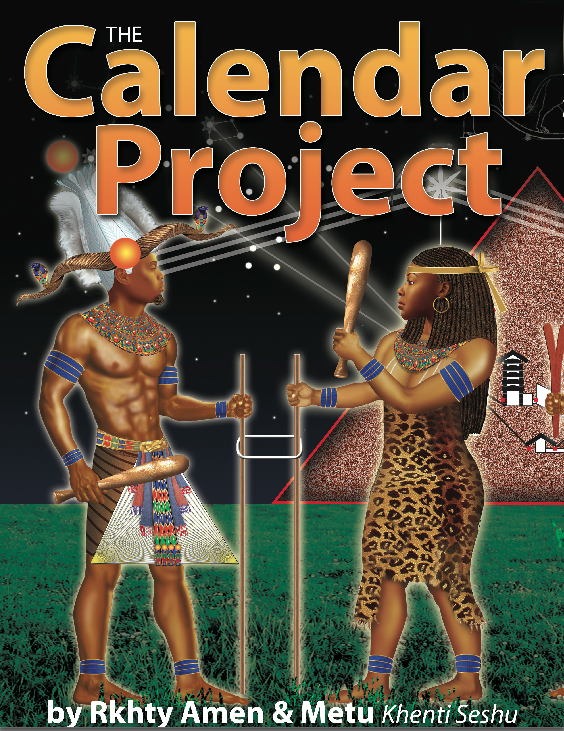 THE
Calendar
Project
by Rkhty Amen & Metu Khenti Seshu